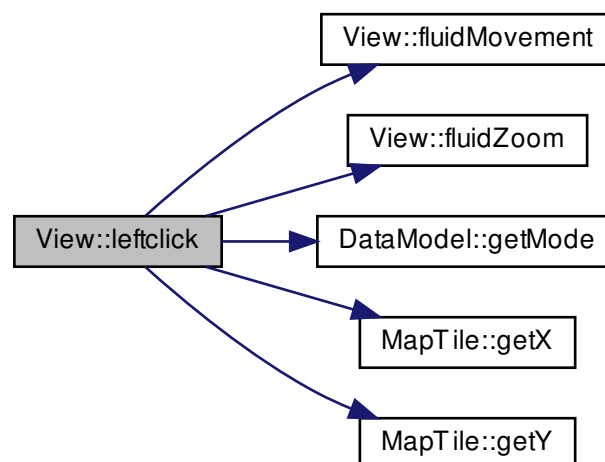 View::fluidMovement
View::fluidZoom
View::leftclick
DataModel::getMode
MapTile::getX
MapTile::getY